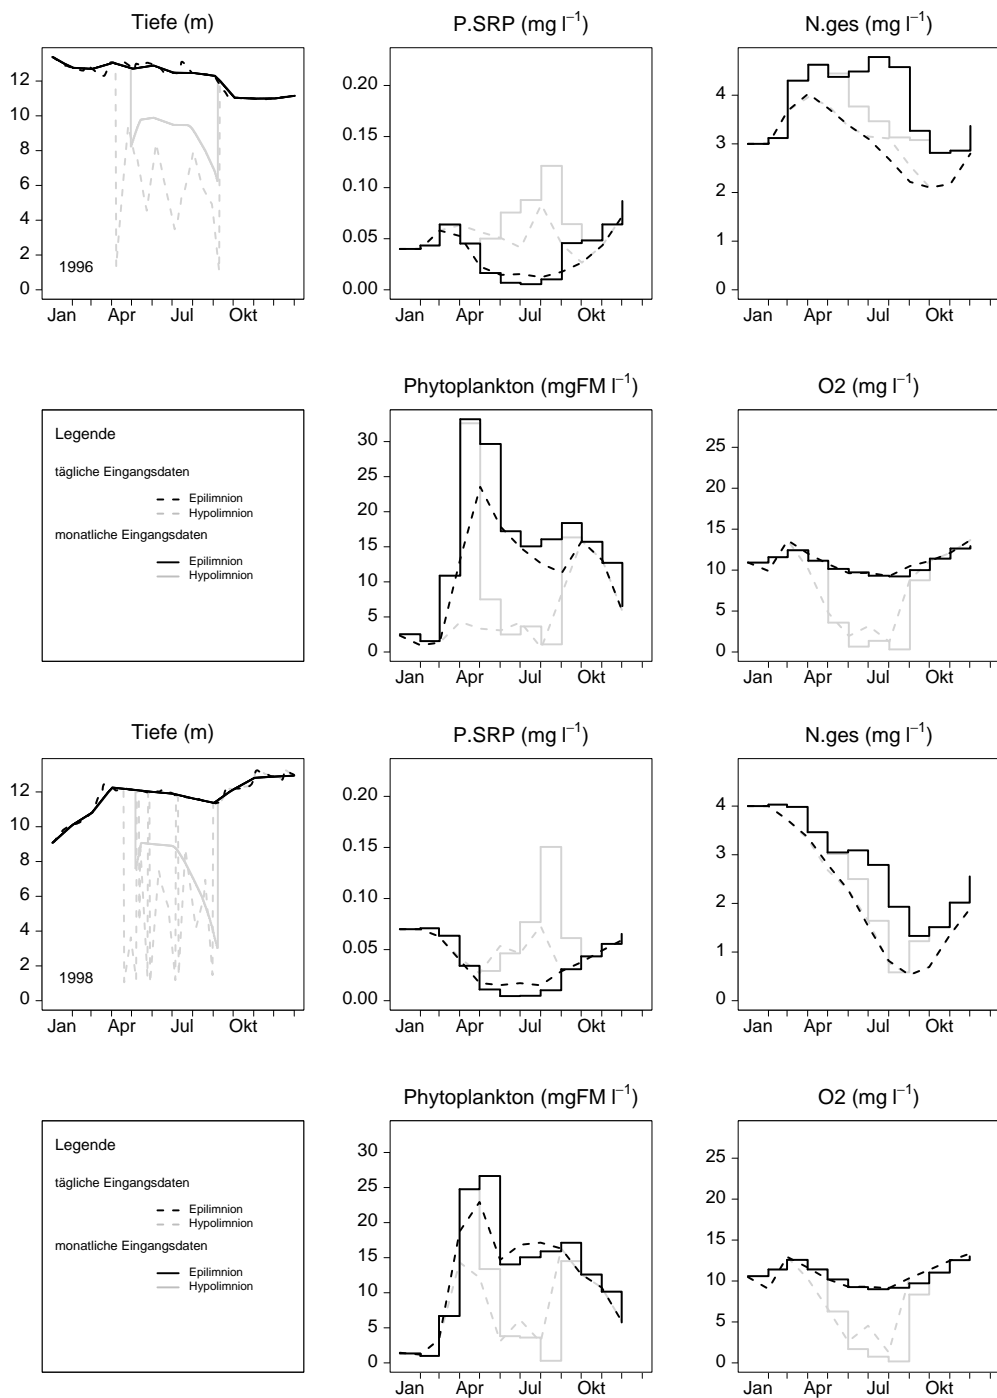 Tiefe (m) P.SRP (mg l⁻¹) N.ges (mg l⁻¹)
12
10
8
6
4
2
0
1996
Jan Apr Jul Okt
0.20
0.15
0.10
0.05
0.00
Jan Apr Jul Okt
4
3
2
1
0
Jan Apr Jul Okt
Legende
tägliche Eingangsdaten
Epilimnion
Hypolimnion
monatliche Eingangsdaten
Epilimnion
Hypolimnion
Phytoplankton (mgFM l⁻¹) O2 (mg l⁻¹)
30
25
20
15
10
5
0
Jan Apr Jul Okt
25
20
15
10
5
0
Jan Apr Jul Okt
Tiefe (m) P.SRP (mg l⁻¹) N.ges (mg l⁻¹)
12
10
8
6
4
2
0
1998
Jan Apr Jul Okt
0.20
0.15
0.10
0.05
0.00
Jan Apr Jul Okt
4
3
2
1
0
Jan Apr Jul Okt
Legende
tägliche Eingangsdaten
Epilimnion
Hypolimnion
monatliche Eingangsdaten
Epilimnion
Hypolimnion
Phytoplankton (mgFM l⁻¹) O2 (mg l⁻¹)
30
25
20
15
10
5
0
Jan Apr Jul Okt
25
20
15
10
5
0
Jan Apr Jul Okt